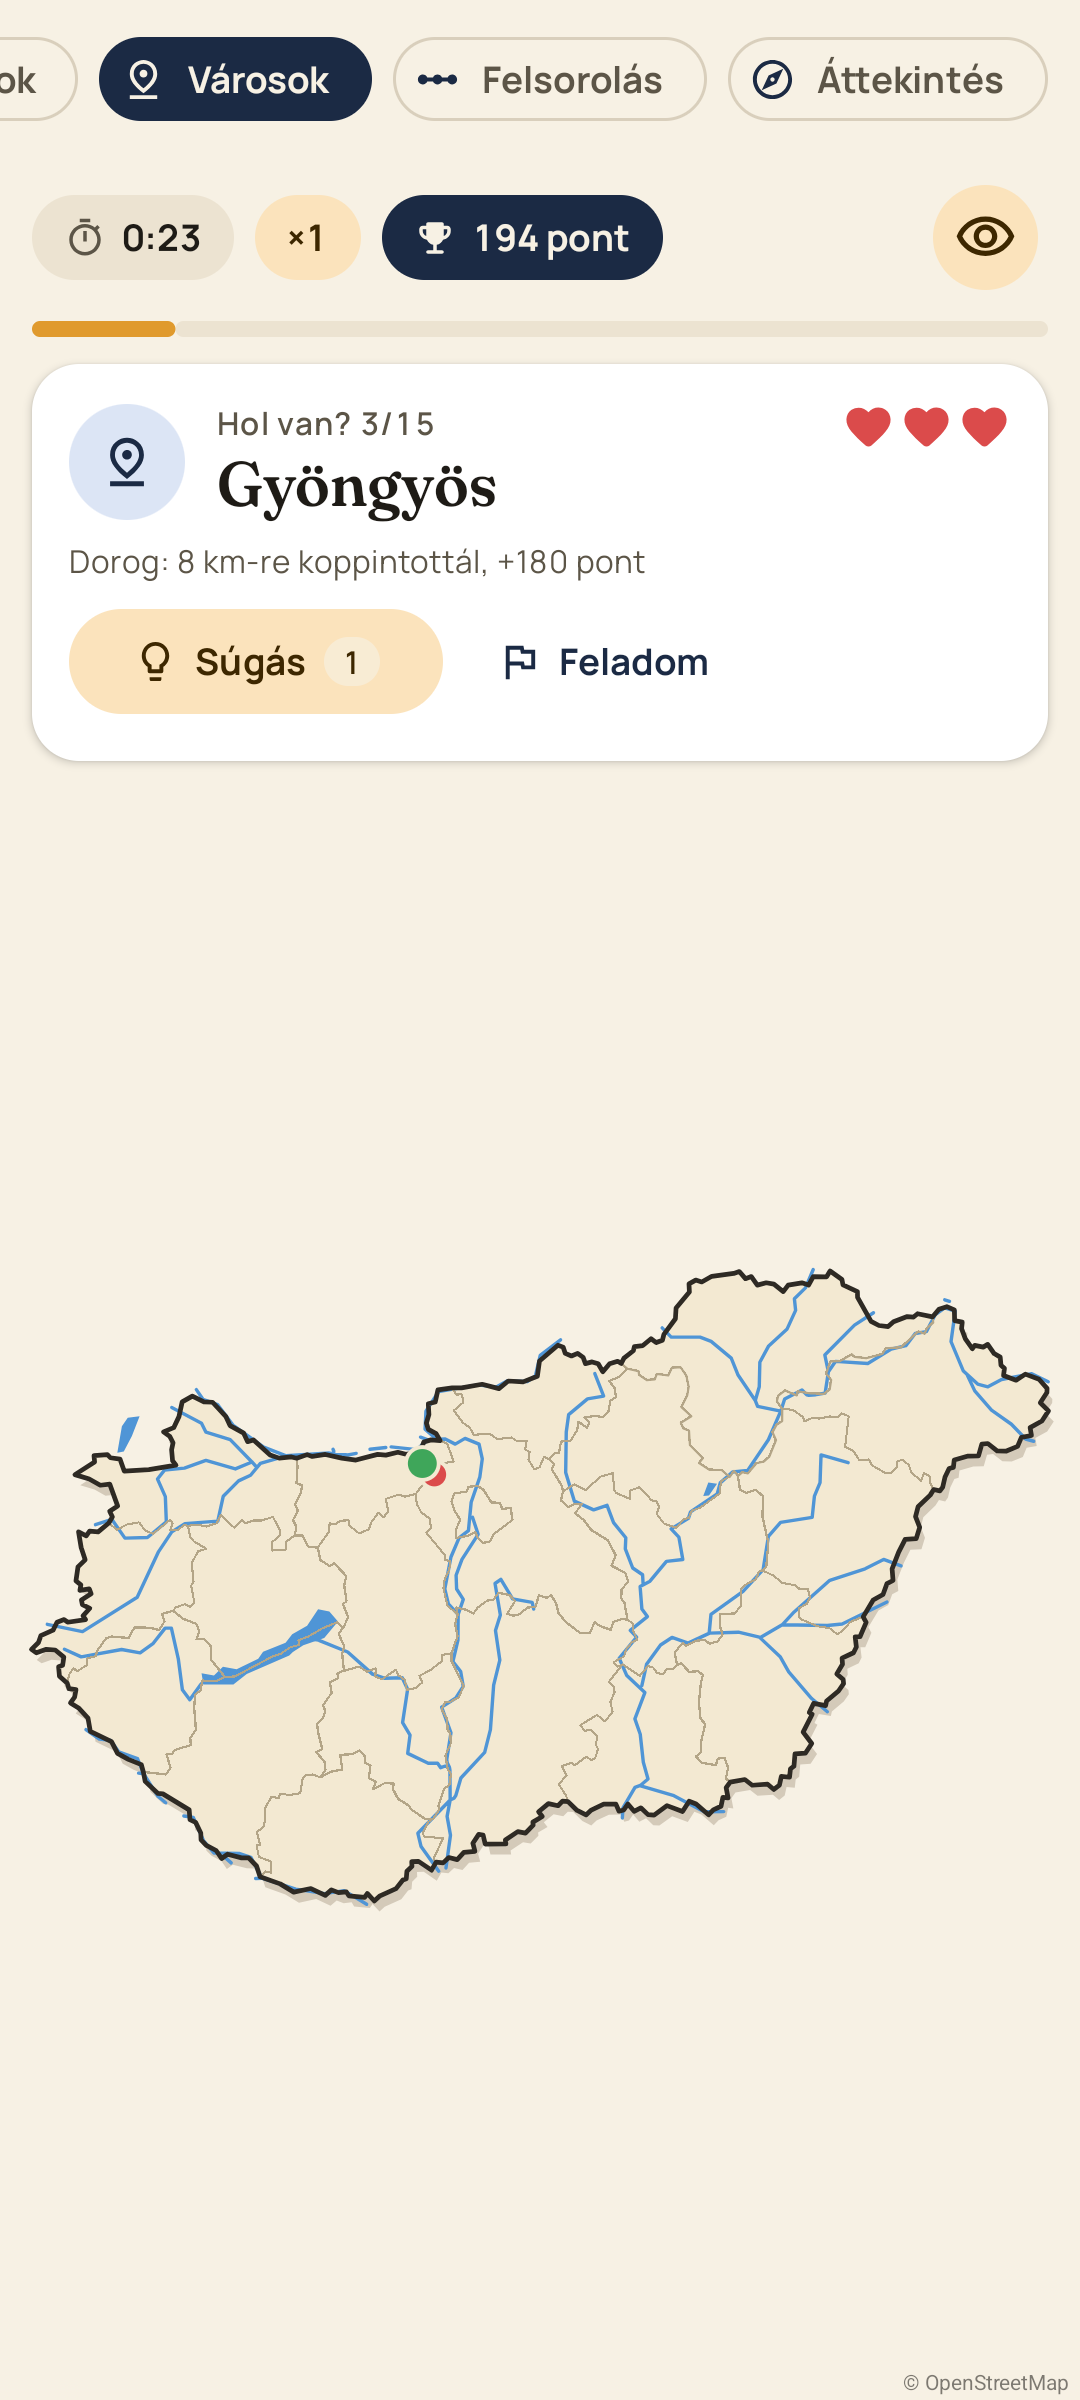 ok
Városok
Felsorolás
Áttekintés
0:23
×1
194 pont
Hol van? 3/15
Gyöngyös
Dorog: 8 km-re koppintottál, +180 pont
Súgás 1
Feladom
© OpenStreetMap